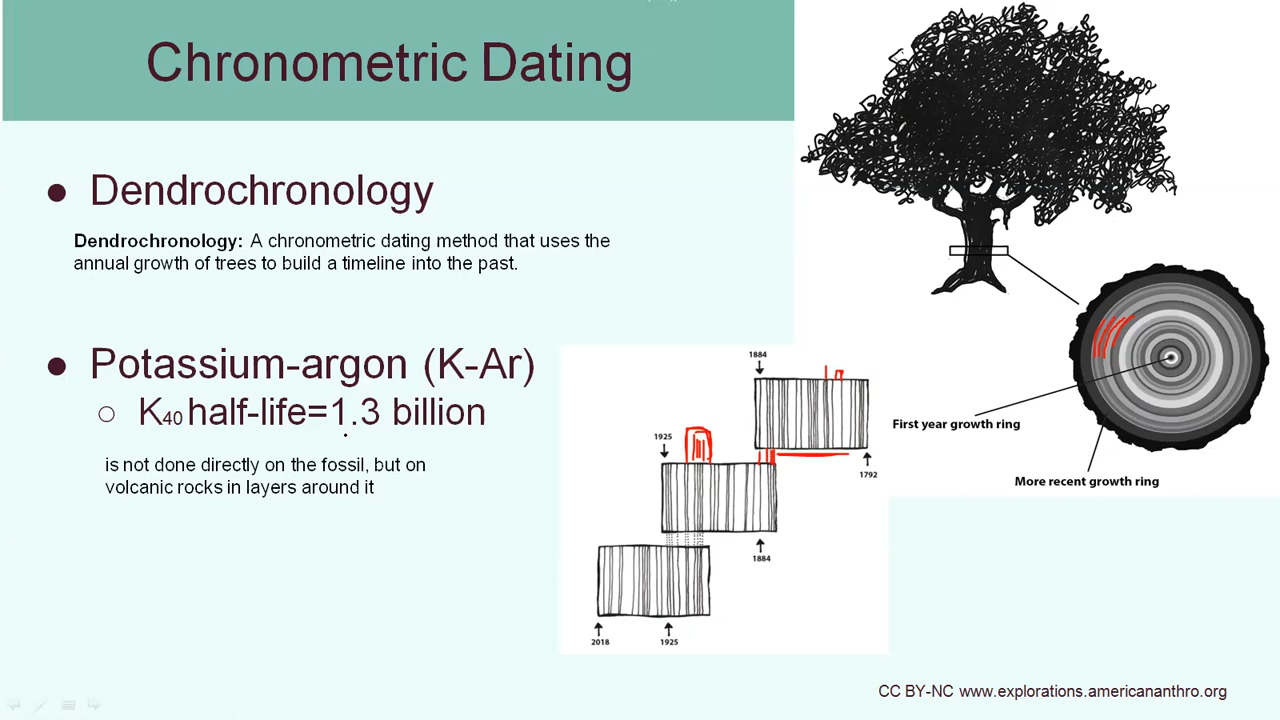 Chronometric Dating
● Dendrochronology
Dendrochronology: A chronometric dating method that uses the
annual growth of trees to build a timeline into the past.
● Potassium-argon (K-Ar)
○ K40 half-life=1.3 billion
is not done directly on the fossil, but on
volcanic rocks in layers around it
1884
1925
1792
1884
2018
1925
First year growth ring
More recent growth ring
CC BY-NC www.explorations.americananthro.org